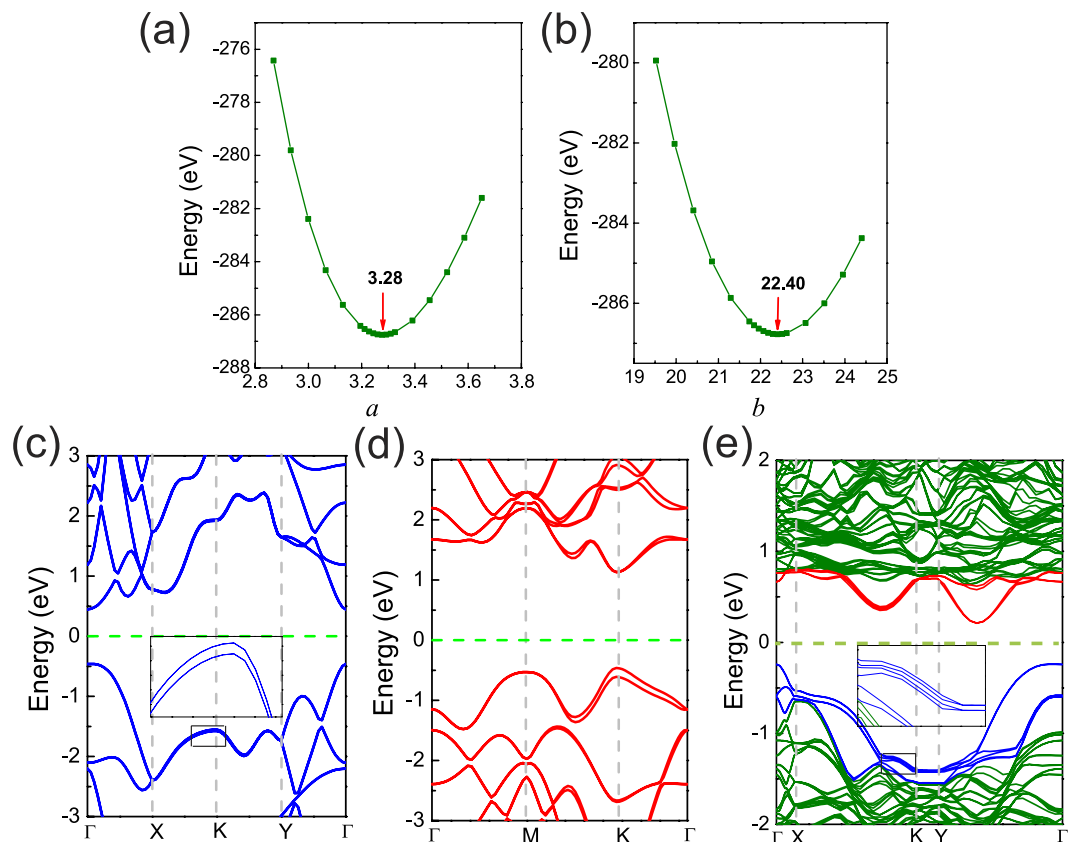 (a)
Energy (eV)
-276
-278
-280
-282
-284
-286
-288
3.28
2.8 3.0 3.2 3.4 3.6 3.8
a
(b)
Energy (eV)
-280
-282
-284
-286
22.40
19 20 21 22 23 24 25
b
(c)
Energy (eV)
3
2
1
0
-1
-2
-3
Γ X K Y Γ
(d)
Energy (eV)
3
2
1
0
-1
-2
-3
Γ M K Γ
(e)
Energy (eV)
2
1
0
-1
-2
Γ X K Y Γ